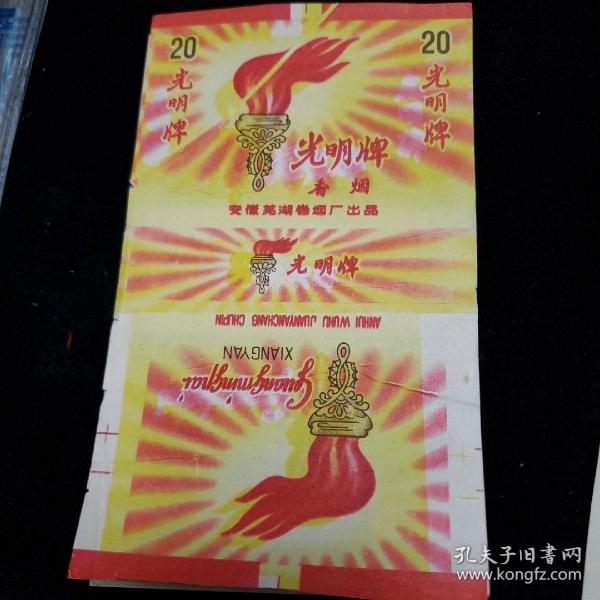 20
光明牌
20
光明牌
光明牌
香烟
安徽芜湖卷烟厂出品
光明牌
ANHUI WUHU JUANYANCHANG CHUPIN
XIANGYAN
Guangmingpai
孔夫子旧书网
www.kongfz.com